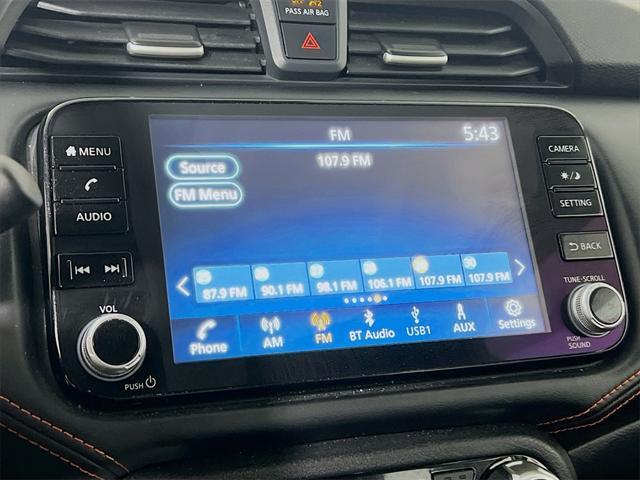 PASS AIR BAG
MENU
AUDIO
VOL
PUSH
FM
5:43
107.9 FM
Source
FM Menu
87.9 FM
90.1 FM
98.1 FM
106.1 FM
107.9 FM
30
107.9 FM
Phone
AM
FM
BT Audio
USB1
AUX
Settings
CAMERA
SETTING
BACK
TUNE·SCROLL
PUSH
SOUND